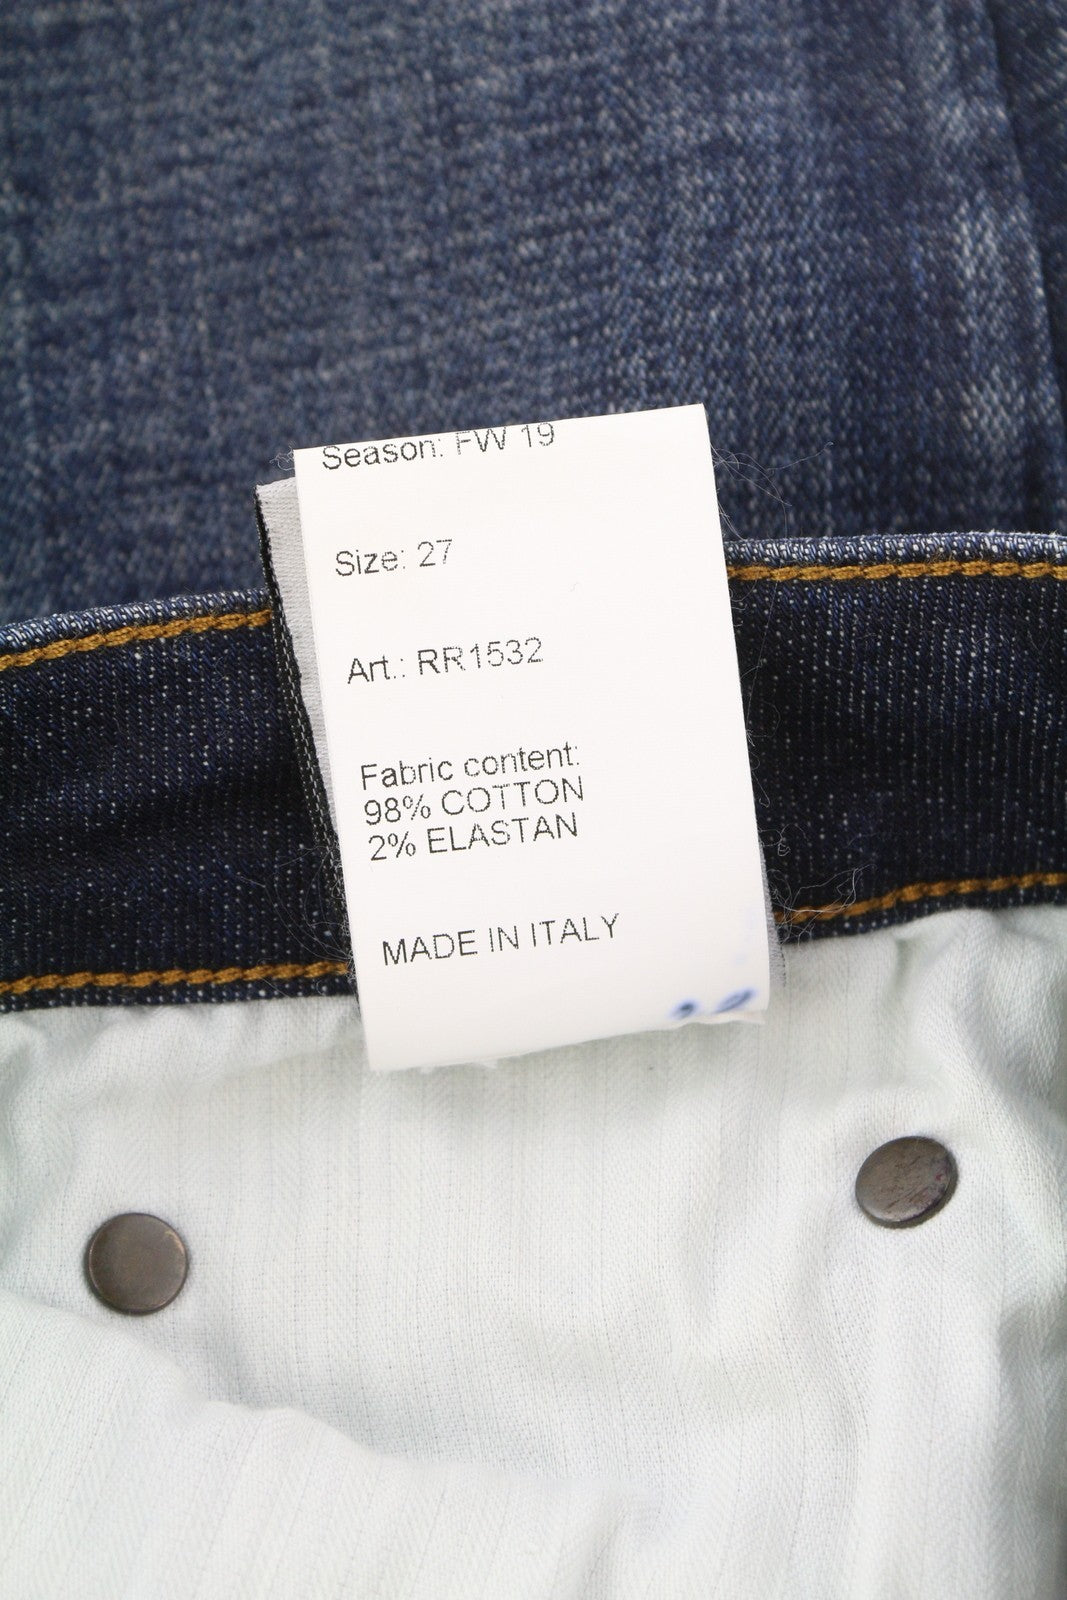 Season: FW 19
Size: 27
Art.: RR1532
Fabric content:
98% COTTON
2% ELASTAN
MADE IN ITALY